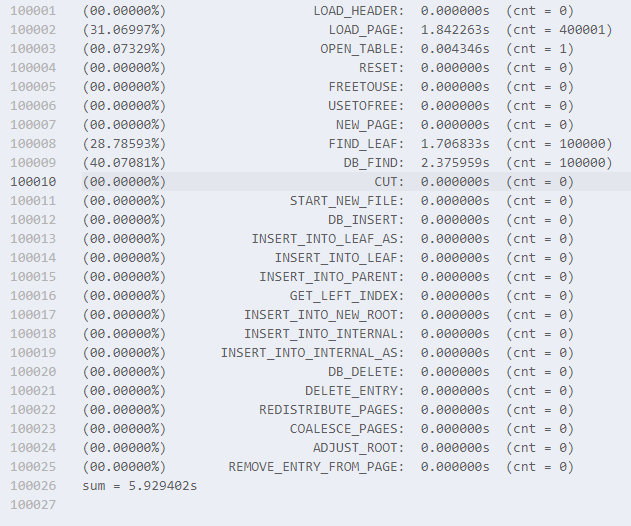 100001 (00.00000%) LOAD_HEADER: 0.000000s (cnt = 0)
100002 (31.06997%) LOAD_PAGE: 1.842263s (cnt = 400001)
100003 (00.07329%) OPEN_TABLE: 0.004346s (cnt = 1)
100004 (00.00000%) RESET: 0.000000s (cnt = 0)
100005 (00.00000%) FREETOUSE: 0.000000s (cnt = 0)
100006 (00.00000%) USETOFREE: 0.000000s (cnt = 0)
100007 (00.00000%) NEW_PAGE: 0.000000s (cnt = 0)
100008 (28.78593%) FIND_LEAF: 1.706833s (cnt = 100000)
100009 (40.07081%) DB_FIND: 2.375959s (cnt = 100000)
100010 (00.00000%) CUT: 0.000000s (cnt = 0)
100011 (00.00000%) START_NEW_FILE: 0.000000s (cnt = 0)
100012 (00.00000%) DB_INSERT: 0.000000s (cnt = 0)
100013 (00.00000%) INSERT_INTO_LEAF_AS: 0.000000s (cnt = 0)
100014 (00.00000%) INSERT_INTO_LEAF: 0.000000s (cnt = 0)
100015 (00.00000%) INSERT_INTO_PARENT: 0.000000s (cnt = 0)
100016 (00.00000%) GET_LEFT_INDEX: 0.000000s (cnt = 0)
100017 (00.00000%) INSERT_INTO_NEW_ROOT: 0.000000s (cnt = 0)
100018 (00.00000%) INSERT_INTO_INTERNAL: 0.000000s (cnt = 0)
100019 (00.00000%) INSERT_INTO_INTERNAL_AS: 0.000000s (cnt = 0)
100020 (00.00000%) DB_DELETE: 0.000000s (cnt = 0)
100021 (00.00000%) DELETE_ENTRY: 0.000000s (cnt = 0)
100022 (00.00000%) REDISTRIBUTE_PAGES: 0.000000s (cnt = 0)
100023 (00.00000%) COALESCE_PAGES: 0.000000s (cnt = 0)
100024 (00.00000%) ADJUST_ROOT: 0.000000s (cnt = 0)
100025 (00.00000%) REMOVE_ENTRY_FROM_PAGE: 0.000000s (cnt = 0)
100026 sum = 5.929402s
100027